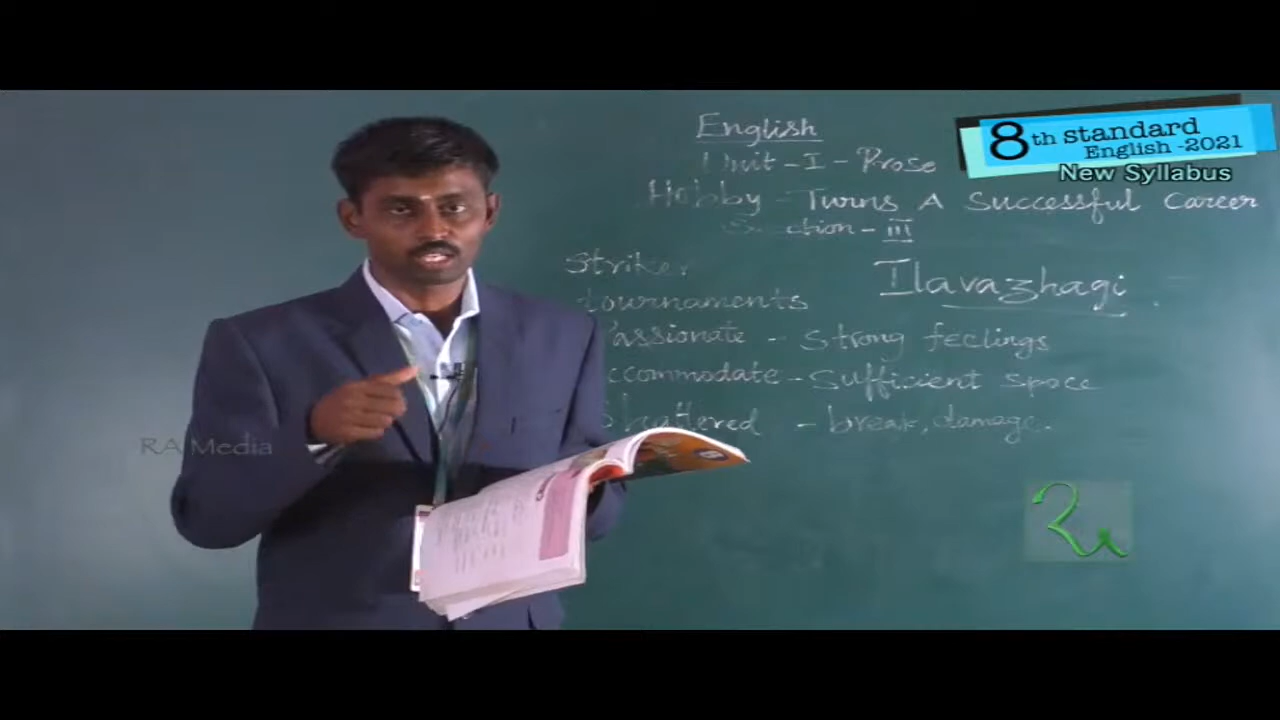 English
Unit - I - Prose
Hobby - Turns A Successful Career
Section - III
Striker
Ilavazhagi
tournaments
Passionate - Strong feelings
ccommodate - Sufficient space
Shattered - break, damage.
8th standard
English -2021
New Syllabus
RA Media